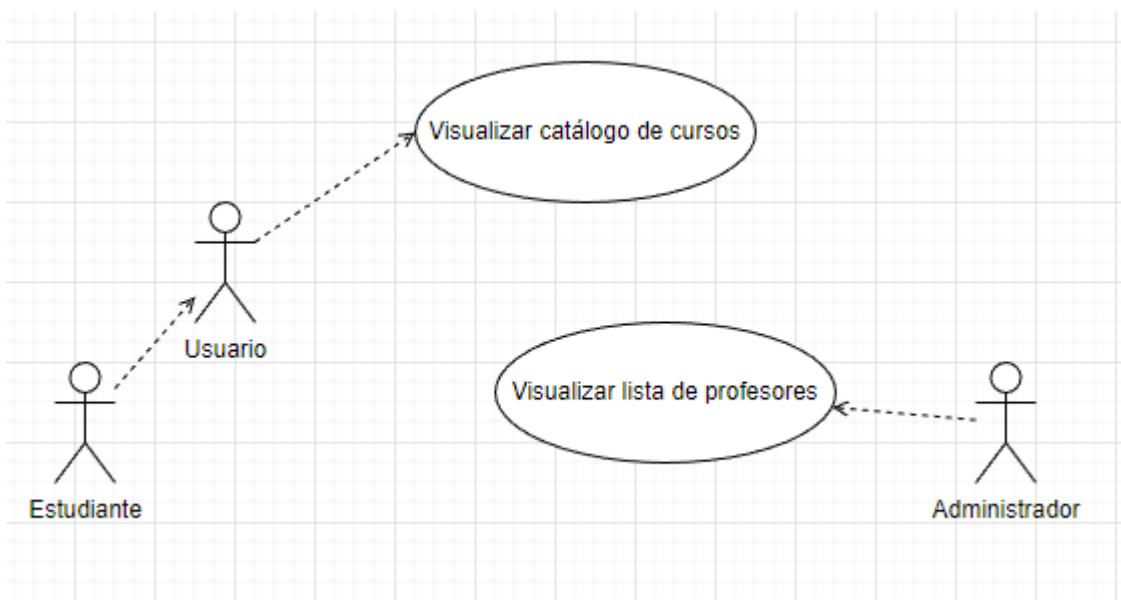 Visualizar catálogo de cursos
Usuario
Visualizar lista de profesores
Estudiante
Administrador